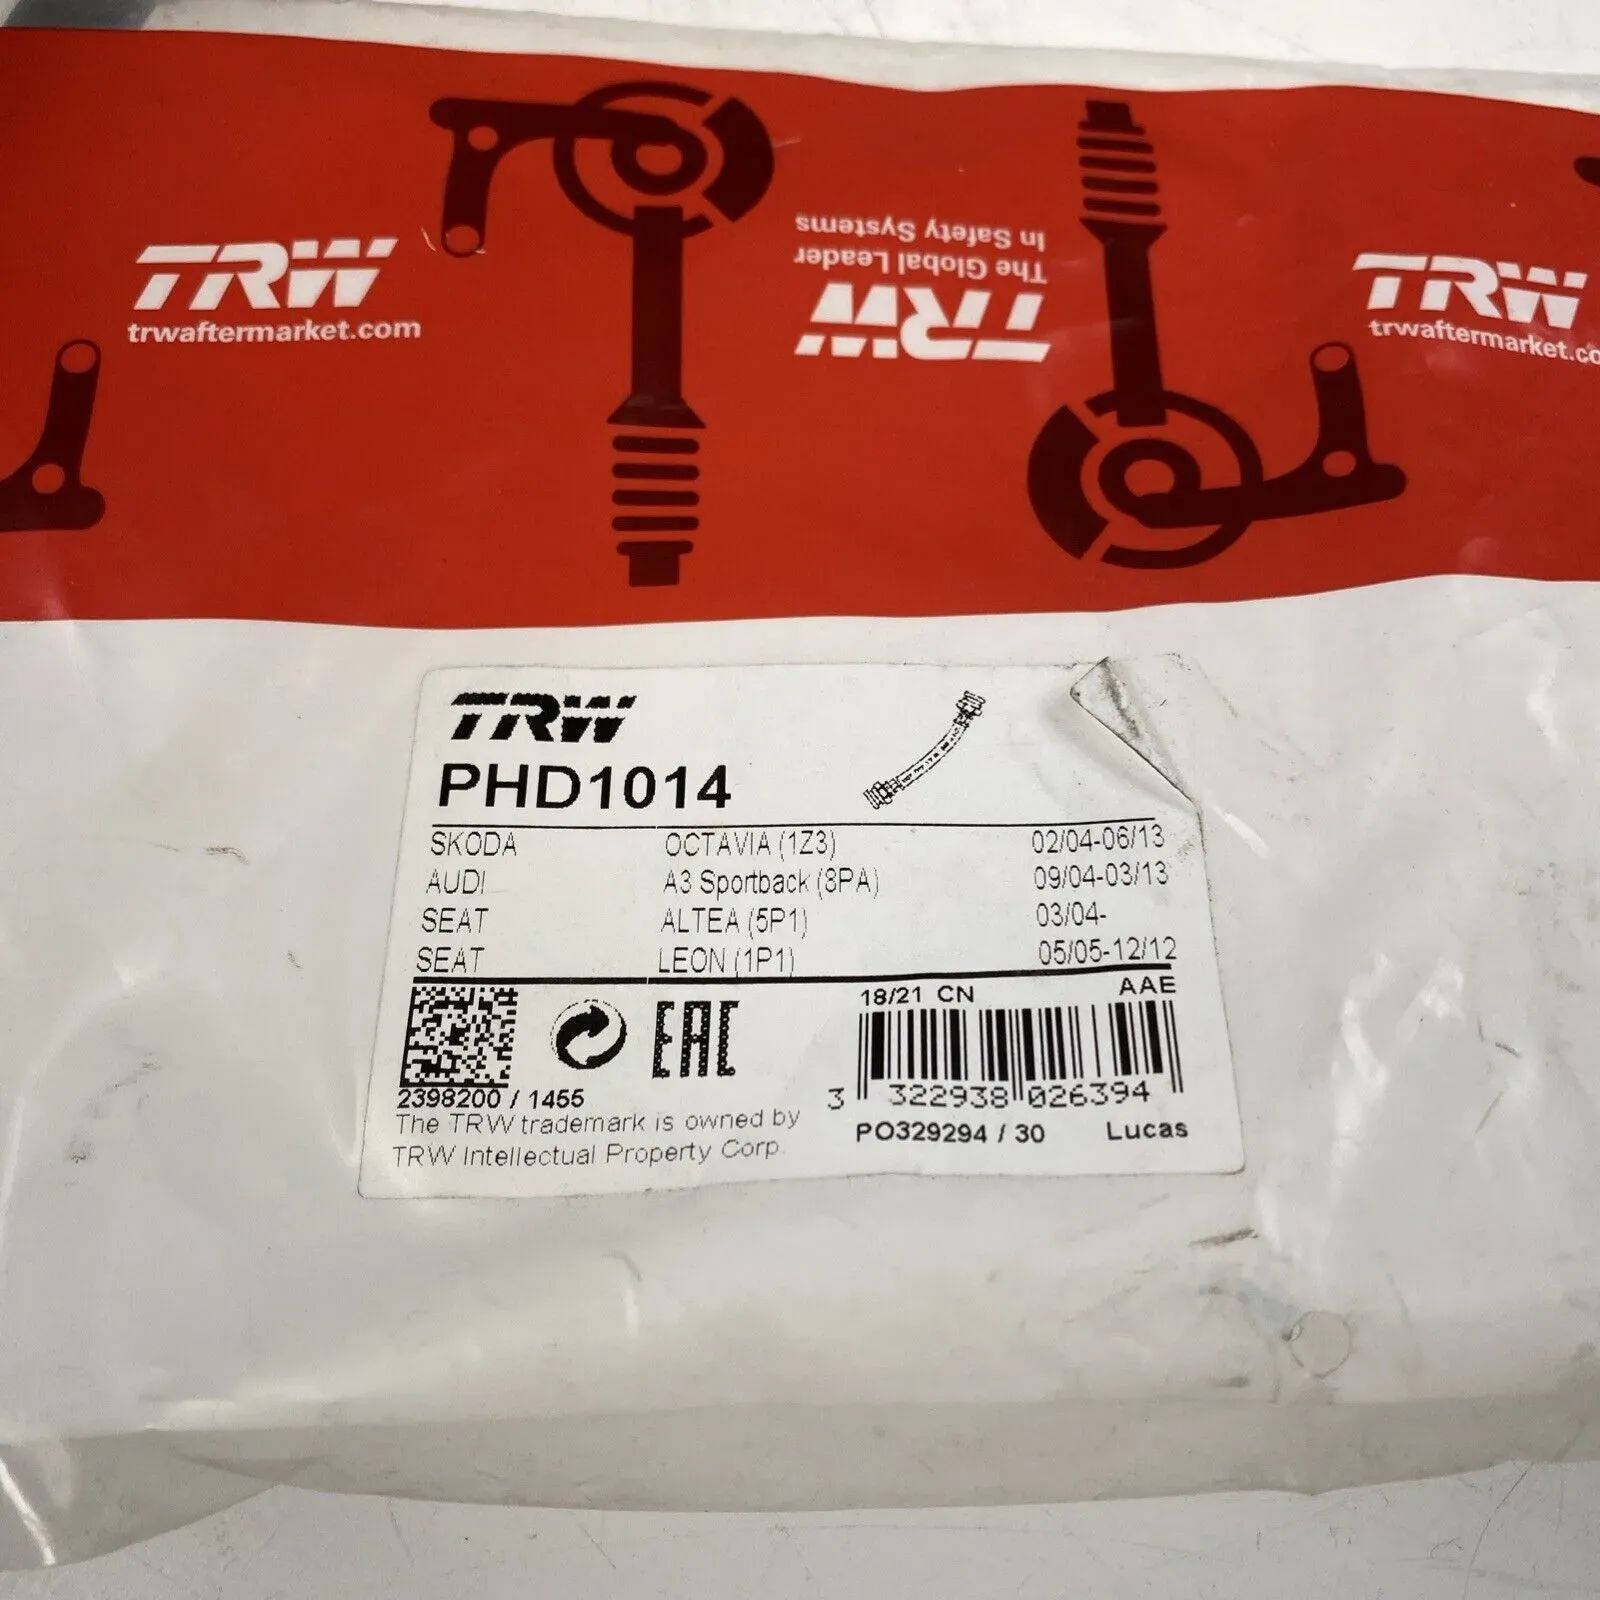 TRW
trwaftermarket.com
TRW
The Global Leader
In Safety Systems
TRW
trwaftermarket.co
TRW
PHD1014
SKODA OCTAVIA (1Z3) 02/04-06/13
AUDI A3 Sportback (8PA) 09/04-03/13
SEAT ALTEA (5P1) 03/04-
SEAT LEON (1P1) 05/05-12/12
18/21 CN AAE
EAC
3 322938 026394
2398200 / 1455
The TRW trademark is owned by
TRW Intellectual Property Corp.
PO329294 / 30 Lucas